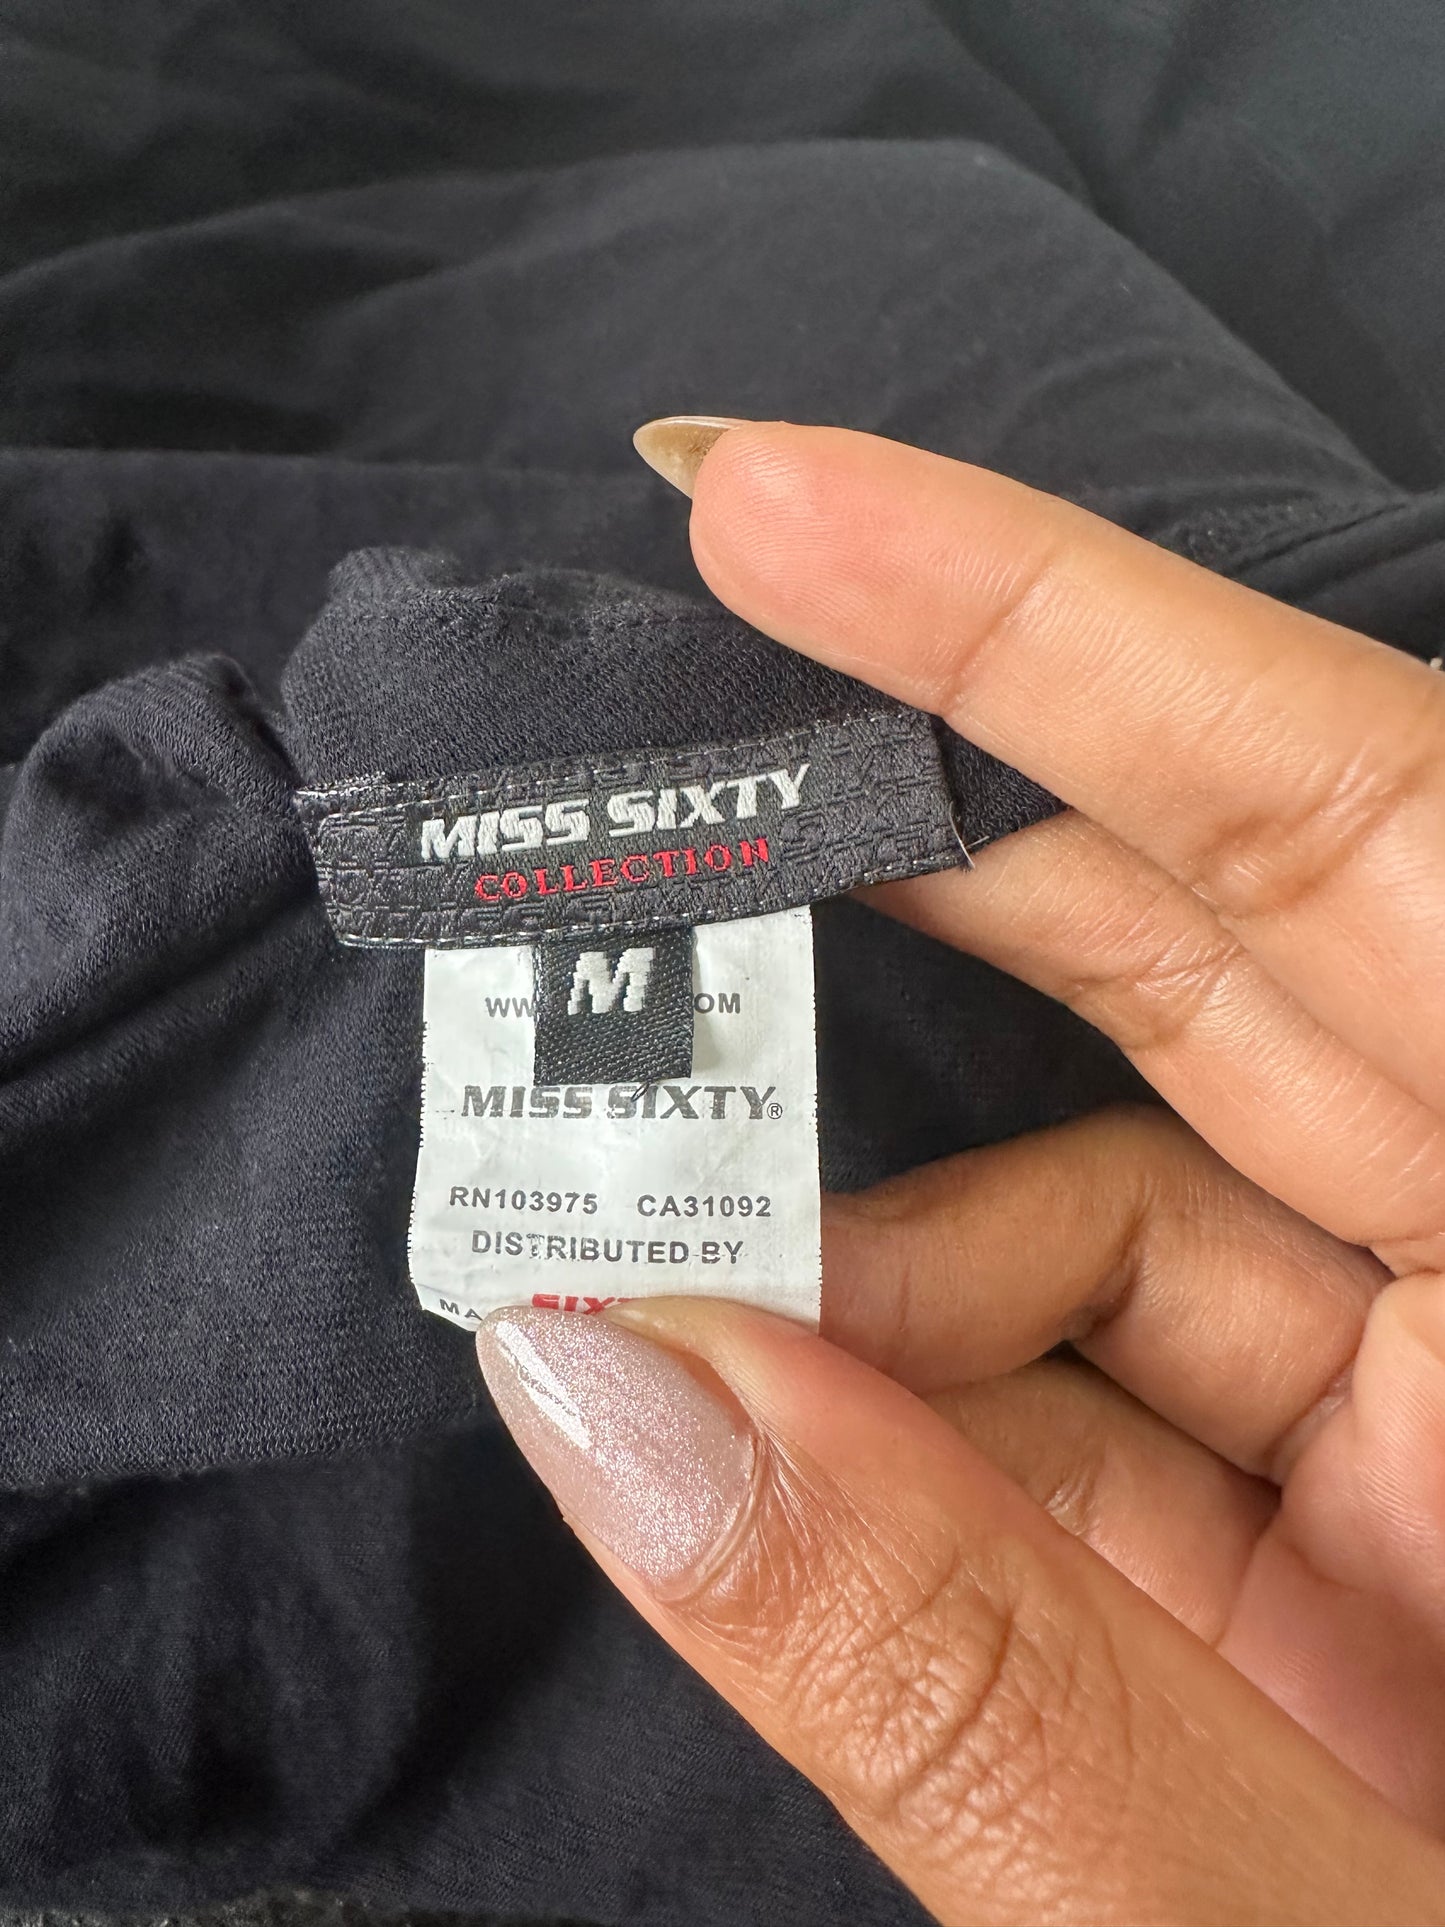 MISS SIXTY
COLLECTION
M
MISS SIXTY®
RN103975 CA31092
DISTRIBUTED BY